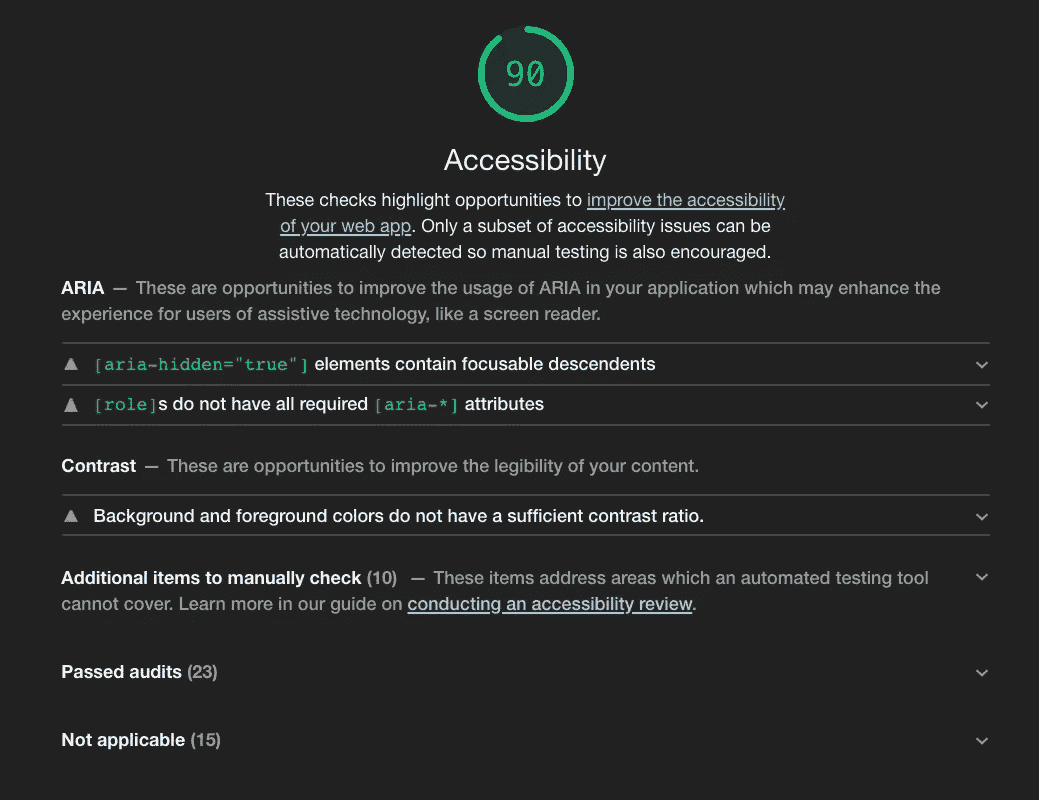 90
Accessibility
These checks highlight opportunities to improve the accessibility
of your web app. Only a subset of accessibility issues can be
automatically detected so manual testing is also encouraged.
ARIA — These are opportunities to improve the usage of ARIA in your application which may enhance the
experience for users of assistive technology, like a screen reader.
[aria-hidden="true"] elements contain focusable descendents
[role]s do not have all required [aria-*] attributes
Contrast — These are opportunities to improve the legibility of your content.
Background and foreground colors do not have a sufficient contrast ratio.
Additional items to manually check (10) — These items address areas which an automated testing tool
cannot cover. Learn more in our guide on conducting an accessibility review.
Passed audits (23)
Not applicable (15)